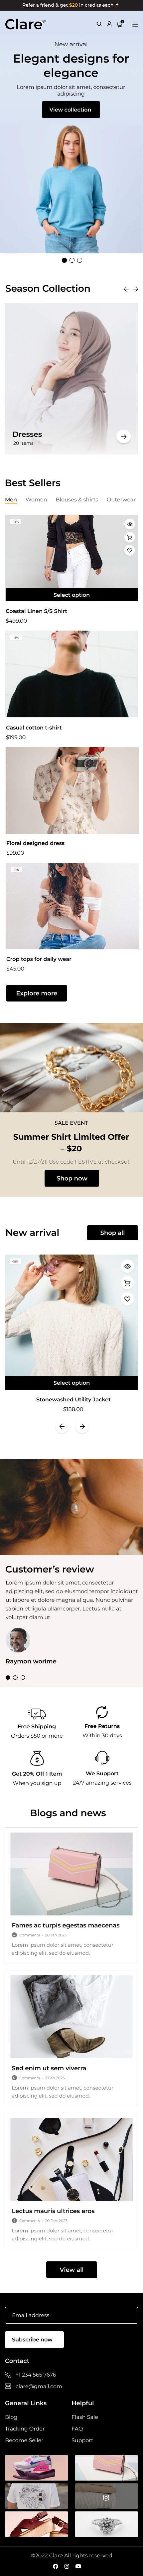 Refer a friend & get $20 in credits each
Clare
New arrival
Elegant designs for
elegance
Lorem ipsum dolor sit amet, consectetur
adipiscing
View collection
Season Collection
Dresses
20 items
Best Sellers
Men Women Blouses & shirts Outerwear
Select option
Coastal Linen S/S Shirt
$499.00
Casual cotton t-shirt
$199.00
Floral designed dress
$99.00
Crop tops for daily wear
$45.00
Explore more
SALE EVENT
Summer Shirt Limited Offer
– $20
Until 12/27/21. Use code FESTIVE at checkout
Shop now
New arrival
Shop all
Select option
Stonewashed Utility Jacket
$188.00
Customer's review
Lorem ipsum dolor sit amet, consectetur
adipiscing elit, sed do eiusmod tempor incididunt
ut labore et dolore magna aliqua. Nunc pulvinar
sapien et ligula ullamcorper. Lectus nulla at
volutpat diam ut.
Raymon worime
Free Shipping
Orders $50 or more
Free Returns
Within 30 days
Get 20% Off 1 Item
When you sign up
We Support
24/7 amazing services
Blogs and news
Fames ac turpis egestas maecenas
Comments - 20 Jan 2023
Lorem ipsum dolor sit amet, consectetur
adipiscing elit, sed do eiusmod.
Sed enim ut sem viverra
Comments - 3 Feb 2023
Lorem ipsum dolor sit amet, consectetur
adipiscing elit, sed do eiusmod.
Lectus mauris ultrices eros
Comments - 20 Dec 2023
Lorem ipsum dolor sit amet, consectetur
adipiscing elit, sed do eiusmod.
View all
Email address
Subscribe now
Contact
+1 234 565 7676
clare@gmail.com
General Links
Blog
Tracking Order
Become Seller
Helpful
Flash Sale
FAQ
Support
©2022 Clare All rights reserved